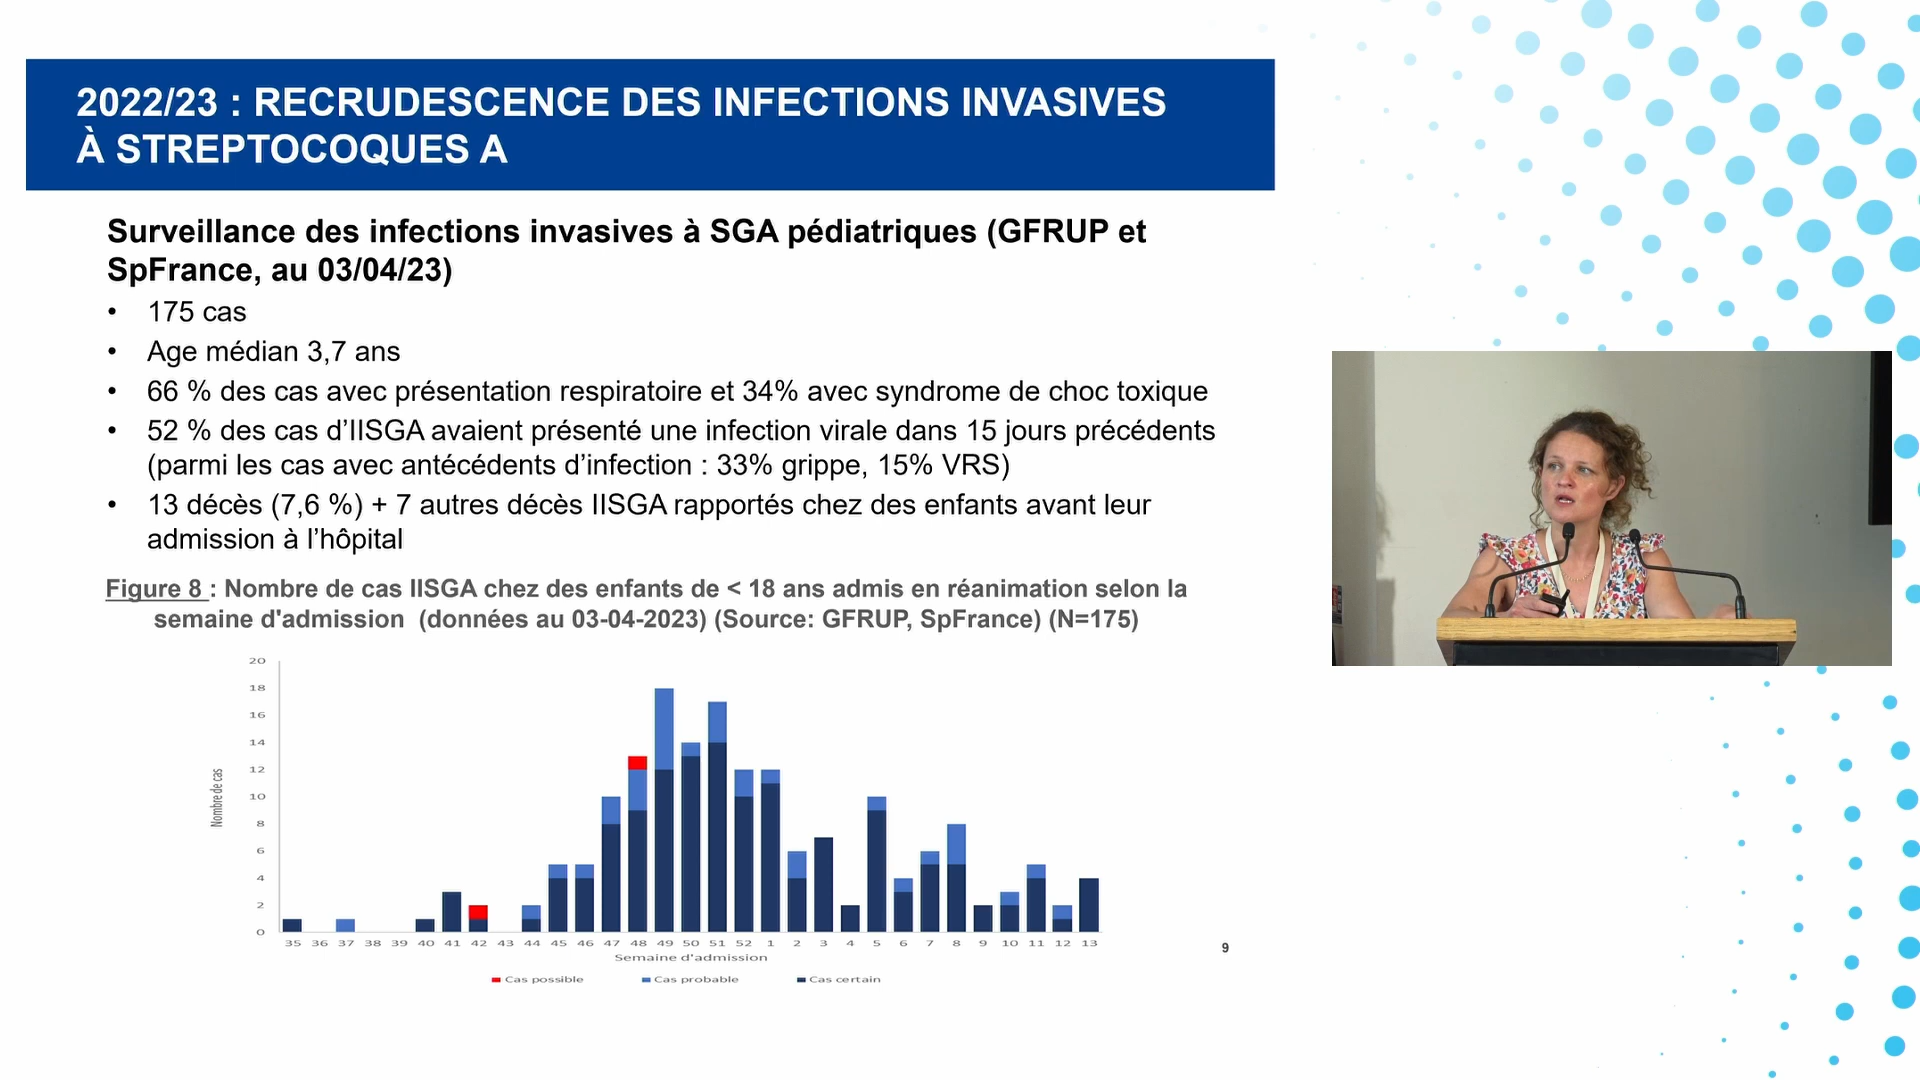 2022/23 : RECRUDESCENCE DES INFECTIONS INVASIVES
À STREPTOCOQUES A
Surveillance des infections invasives à SGA pédiatriques (GFRUP et
SpFrance, au 03/04/23)
• 175 cas
• Age médian 3,7 ans
• 66 % des cas avec présentation respiratoire et 34% avec syndrome de choc toxique
• 52 % des cas d’IISGA avaient présenté une infection virale dans 15 jours précédents
(parmi les cas avec antécédents d’infection : 33% grippe, 15% VRS)
• 13 décès (7,6 %) + 7 autres décès IISGA rapportés chez des enfants avant leur
admission à l’hôpital
Figure 8 : Nombre de cas IISGA chez des enfants de < 18 ans admis en réanimation selon la
semaine d'admission (données au 03-04-2023) (Source: GFRUP, SpFrance) (N=175)
20
18
16
14
12
10
8
6
4
2
0
Nombre de cas
35 36 37 38 39 40 41 42 43 44 45 46 47 48 49 50 51 52 1 2 3 4 5 6 7 8 9 10 11 12 13
Semaine d'admission
Cas possible Cas probable Cas certain
9